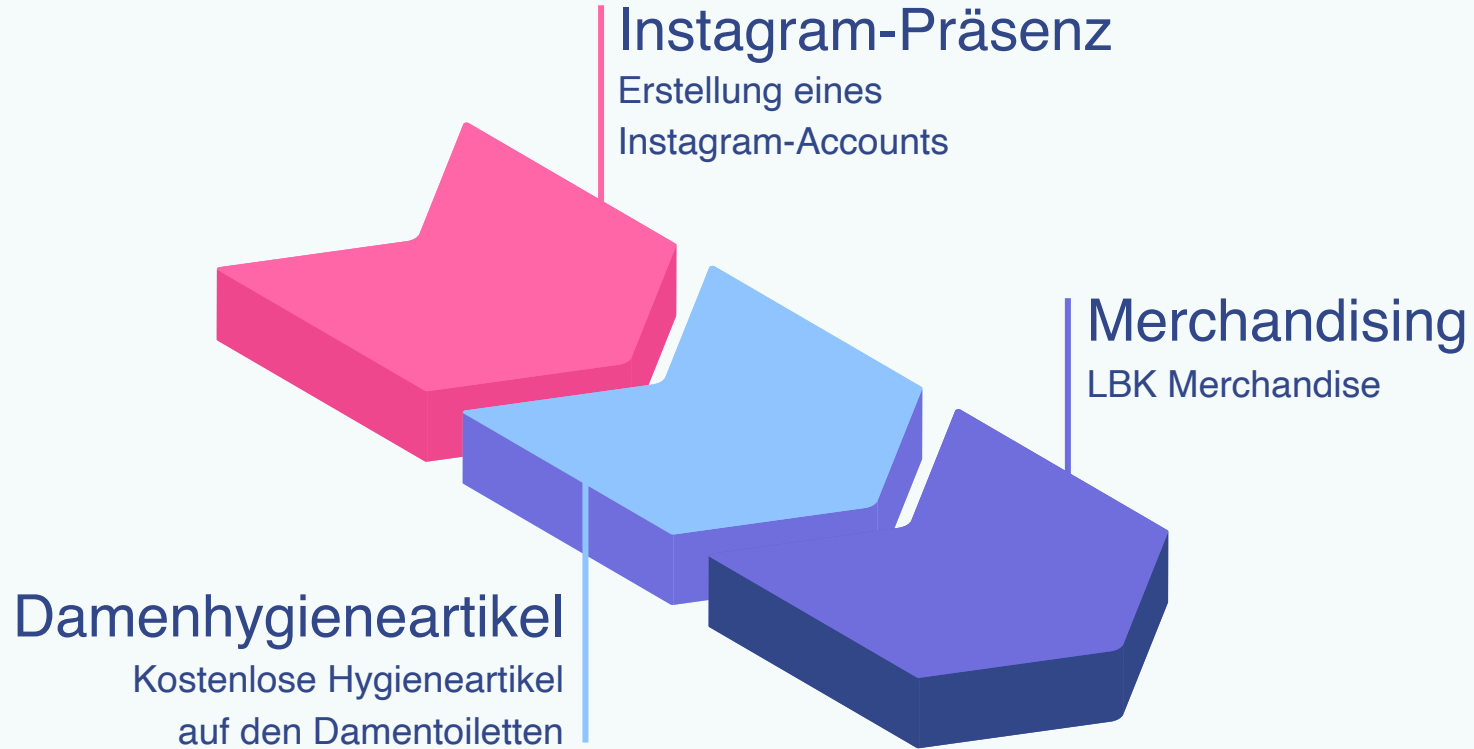 Instagram-Präsenz
Erstellung eines
Instagram-Accounts
Merchandising
LBK Merchandise
Damenhygieneartikel
Kostenlose Hygieneartikel
auf den Damentoiletten